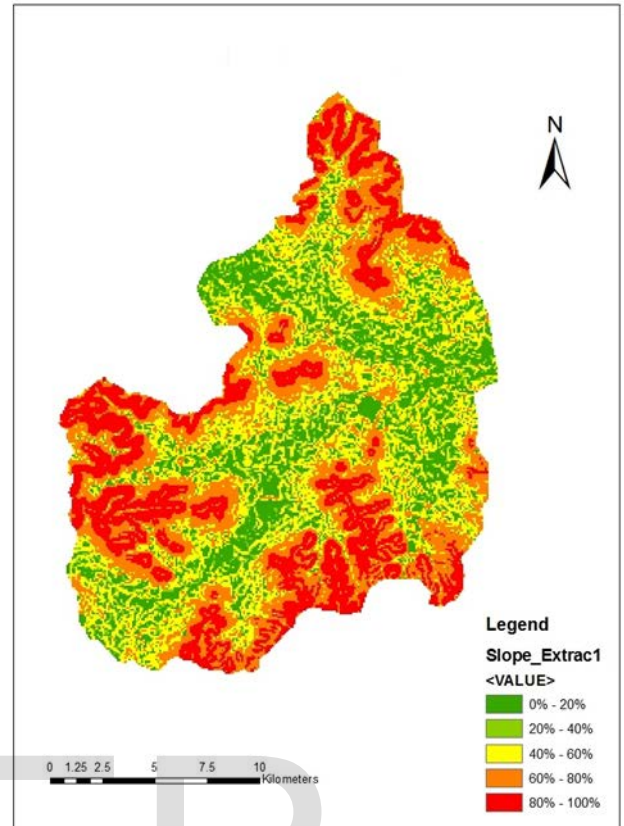 N
Legend
Slope_Extrac1
<VALUE>
0% - 20%
20% - 40%
40% - 60%
60% - 80%
80% - 100%
0 1.25 2.5 5 7.5 10
Kilometers